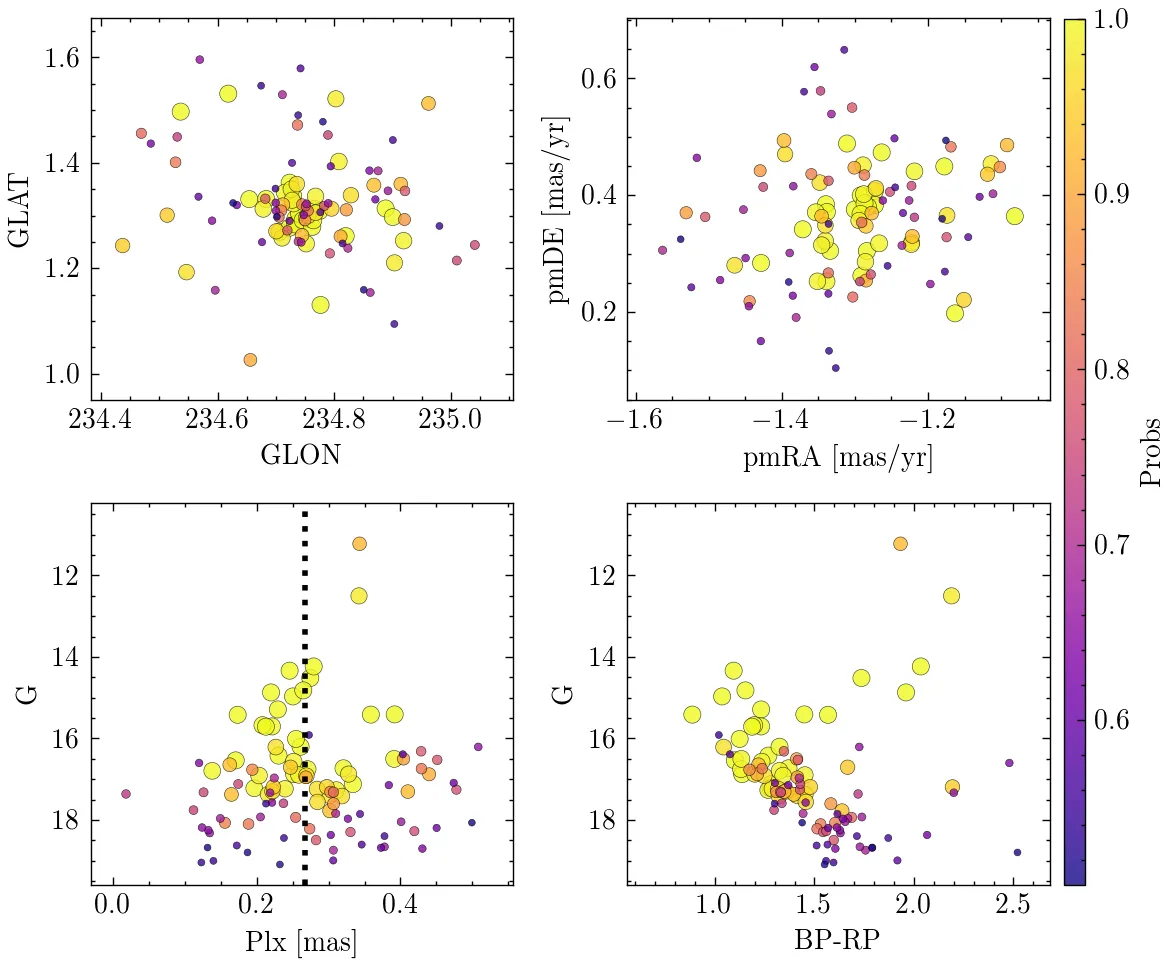 1.6
1.4
1.2
1.0
GLAT
234.4 234.6 234.8 235.0
GLON
0.6
0.4
0.2
pmDE [mas/yr]
−1.6 −1.4 −1.2
pmRA [mas/yr]
12
14
16
18
G
0.0 0.2 0.4
Plx [mas]
12
14
16
18
G
1.0 1.5 2.0 2.5
BP-RP
1.0
0.9
0.8
0.7
0.6
Probs